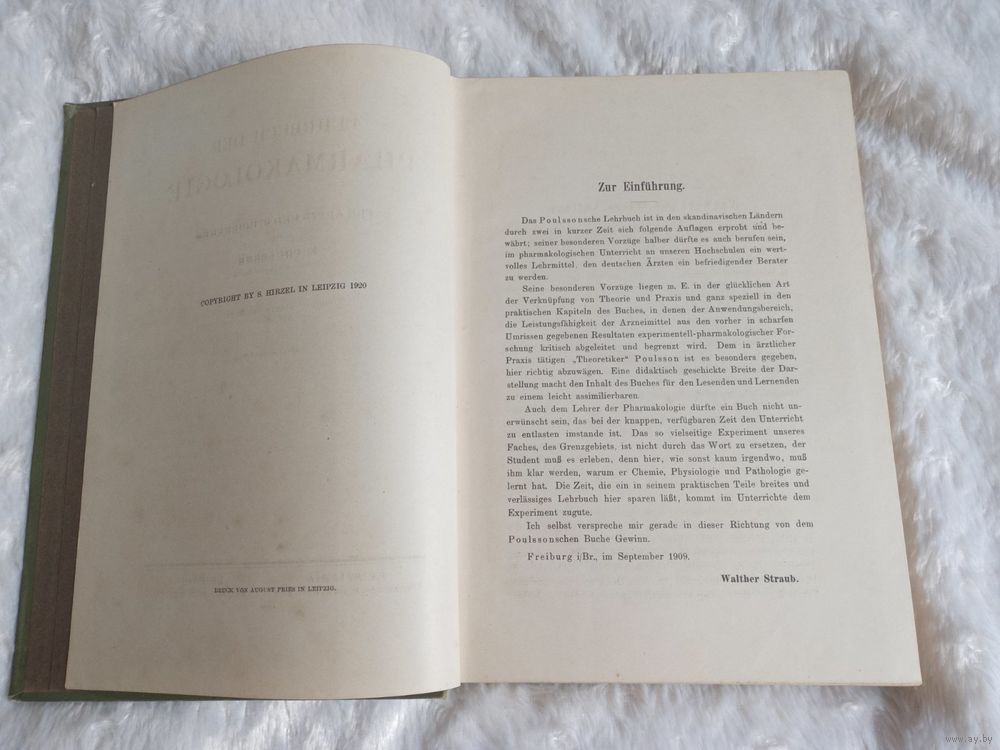 COPYRIGHT BY S. HIRZEL IN LEIPZIG 1920
DRUCK VON AUGUST PRIES IN LEIPZIG.
Zur Einführung.
Das Poulssonsche Lehrbuch ist in den skandinavischen Ländern
durch zwei in kurzer Zeit sich folgende Auflagen erprobt und be-
währt; seiner besonderen Vorzüge halber dürfte es auch berufen sein,
im pharmakologischen Unterricht an unseren Hochschulen ein wert-
volles Lehrmittel, den deutschen Ärzten ein befriedigender Berater
zu werden.
Seine besonderen Vorzüge liegen m. E. in der glücklichen Art
der Verknüpfung von Theorie und Praxis und ganz speziell in den
praktischen Kapiteln des Buches, in denen der Anwendungsbereich,
die Leistungsfähigkeit der Arzneimittel aus den vorher in scharfen
Umrissen gegebenen Resultaten experimentell-pharmakologischer For-
schung kritisch abgeleitet und begrenzt wird. Dem in ärztlicher
Praxis tätigen „Theoretiker" Poulsson ist es besonders gegeben,
hier richtig abzuwägen. Eine didaktisch geschickte Breite der Dar-
stellung macht den Inhalt des Buches für den Lesenden und Lernenden
zu einem leicht assimilierbaren.
Auch dem Lehrer der Pharmakologie dürfte ein Buch nicht un-
erwünscht sein, das bei der knappen, verfügbaren Zeit den Unterricht
zu entlasten imstande ist. Das so vielseitige Experiment unseres
Faches, des Grenzgebiets, ist nicht durch das Wort zu ersetzen, der
Student muß es erleben, denn hier, wie sonst kaum irgendwo, muß
ihm klar werden, warum er Chemie, Physiologie und Pathologie ge-
lernt hat. Die Zeit, die ein in seinem praktischen Teile breites und
verlässiges Lehrbuch hier sparen läßt, kommt im Unterrichte dem
Experiment zugute.
Ich selbst verspreche mir gerade in dieser Richtung von dem
Poulssonschen Buche Gewinn.
Freiburg i/Br., im September 1909.
Walther Straub.
www.ay.by